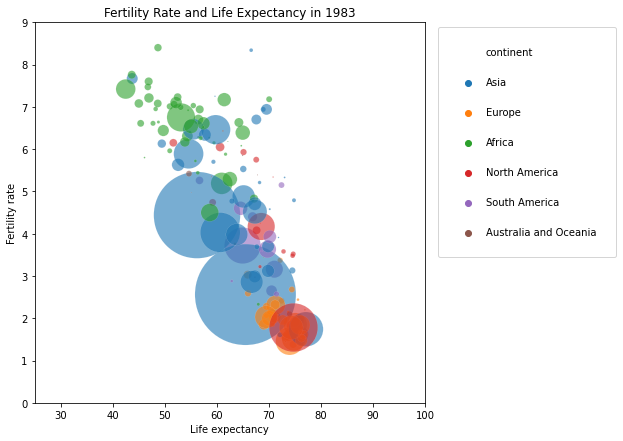 Fertility Rate and Life Expectancy in 1983
9
8
7
6
5
4
3
2
1
0
Fertility rate
30 40 50 60 70 80 90 100
Life expectancy
continent
Asia
Europe
Africa
North America
South America
Australia and Oceania